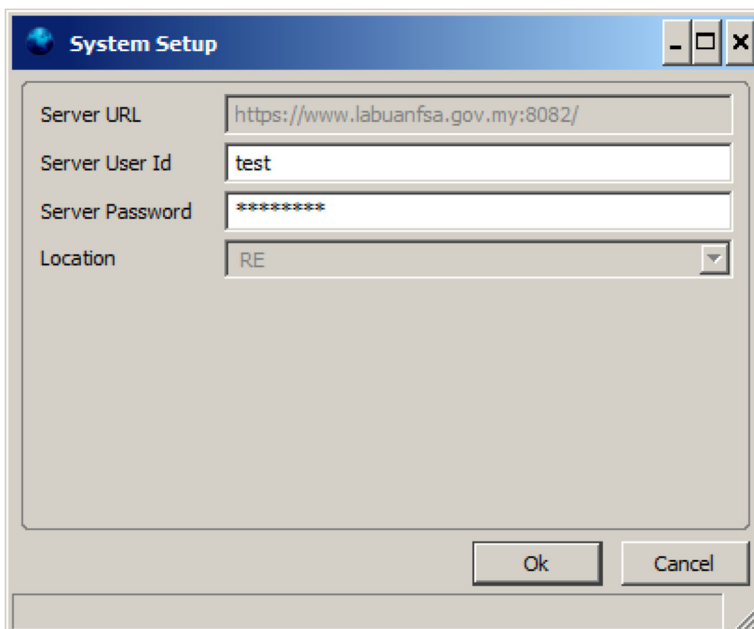 System Setup
Server URL https://www.labuanfsa.gov.my:8082/
Server User Id test
Server Password ********
Location RE
Ok Cancel